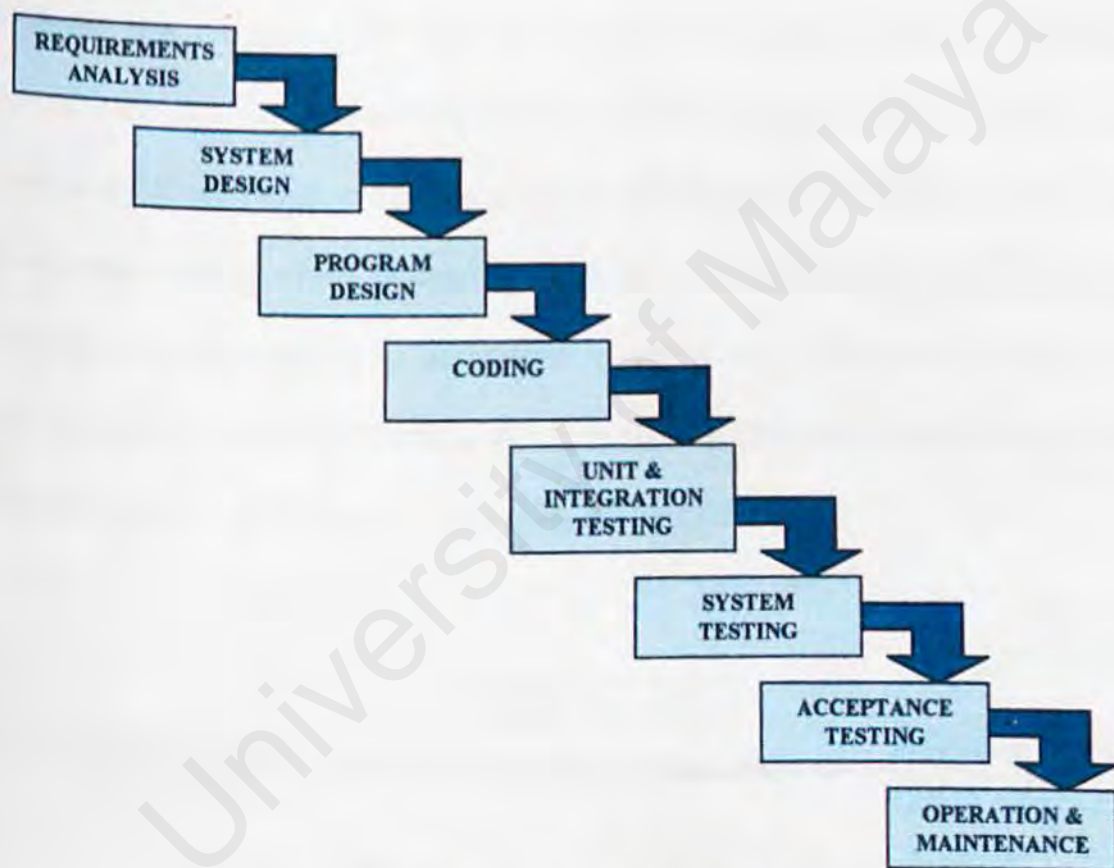 REQUIREMENTS
ANALYSIS
SYSTEM
DESIGN
PROGRAM
DESIGN
CODING
UNIT &
INTEGRATION
TESTING
SYSTEM
TESTING
ACCEPTANCE
TESTING
OPERATION &
MAINTENANCE
University of Malaya